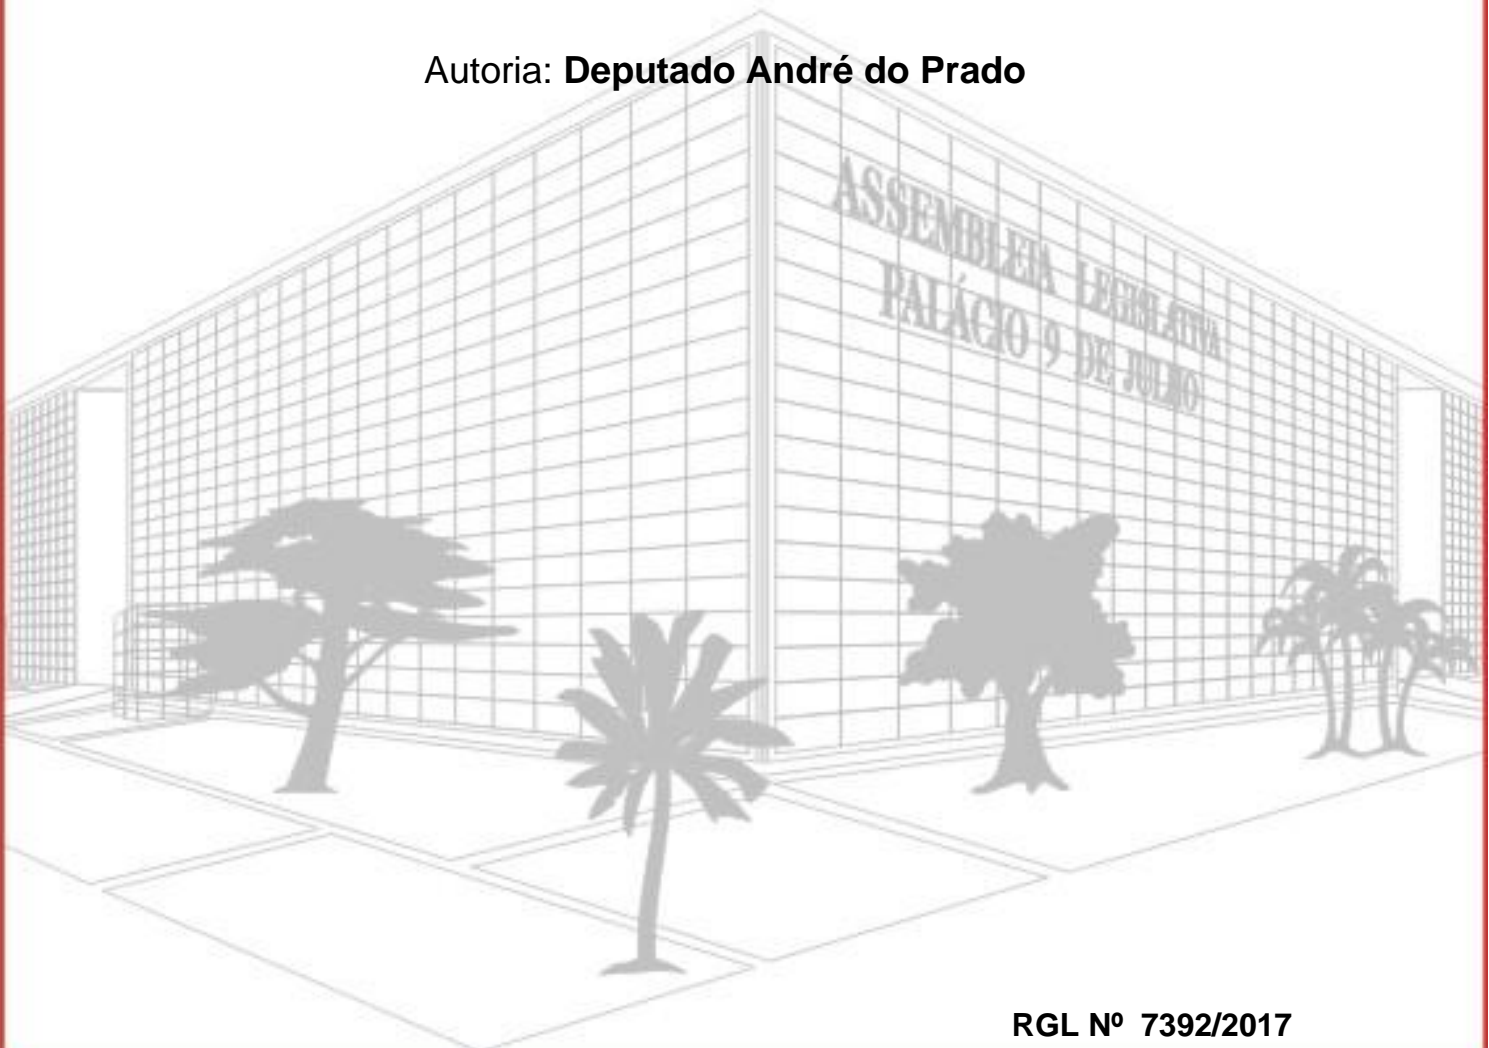 Autoria: Deputado André do Prado
ASSEMBLEIA LEGISLATIVA
PALÁCIO 9 DE JULHO
RGL Nº 7392/2017